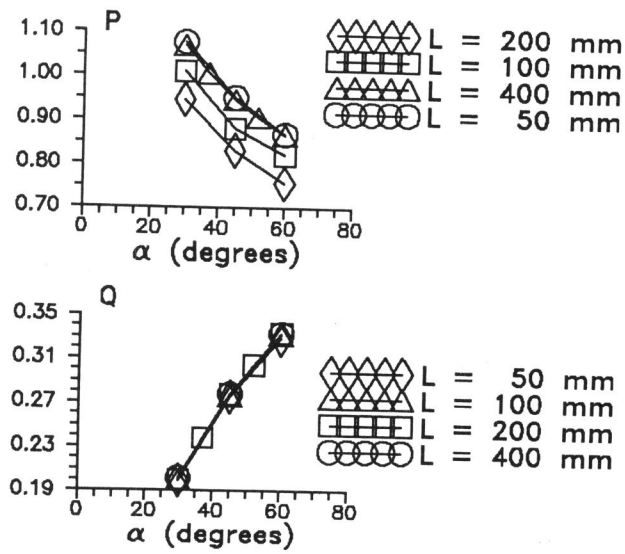 P
1.10
1.00
0.90
0.80
0.70
0 20 40 60 80
α (degrees)
L = 200 mm
L = 100 mm
L = 400 mm
L = 50 mm
Q
0.35
0.31
0.27
0.23
0.19
0 20 40 60 80
α (degrees)
L = 50 mm
L = 100 mm
L = 200 mm
L = 400 mm